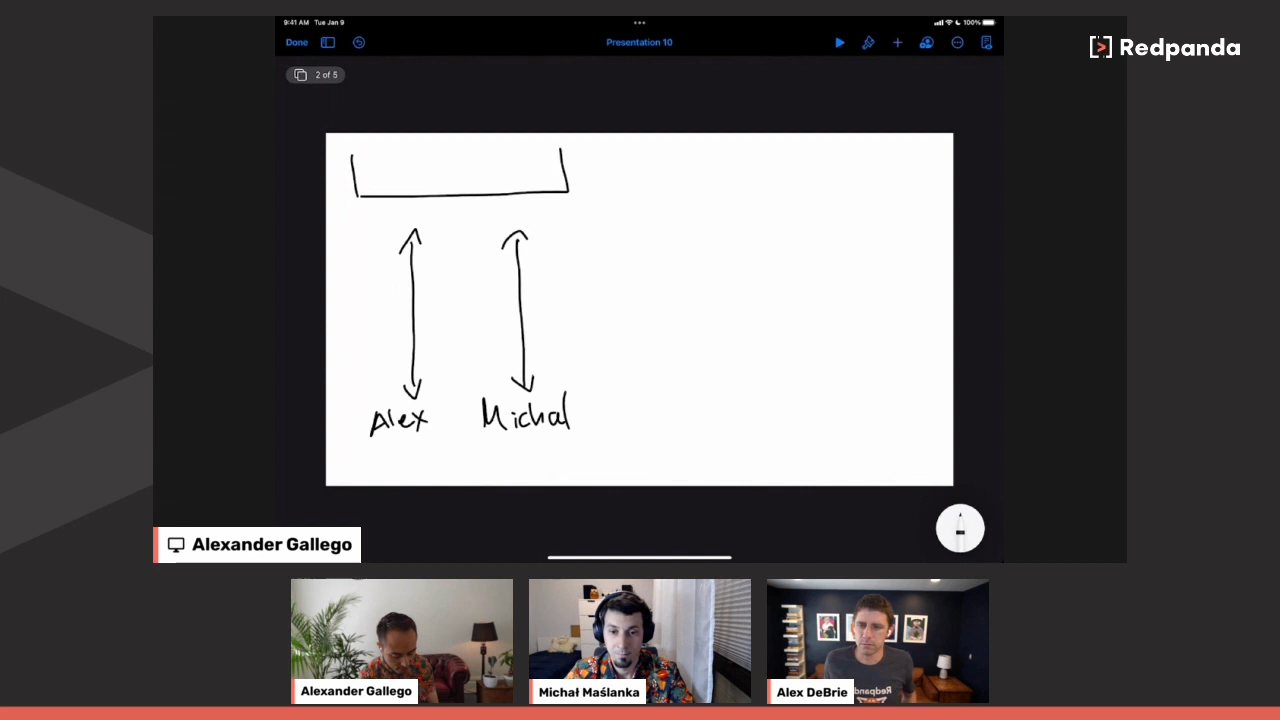 9:41 AM Tue Jan 9
100%
Done
Presentation 10
Redpanda
2 of 5
Alex
Michal
Alexander Gallego
Alexander Gallego
Michał Maślanka
Alex DeBrie
Redpanda